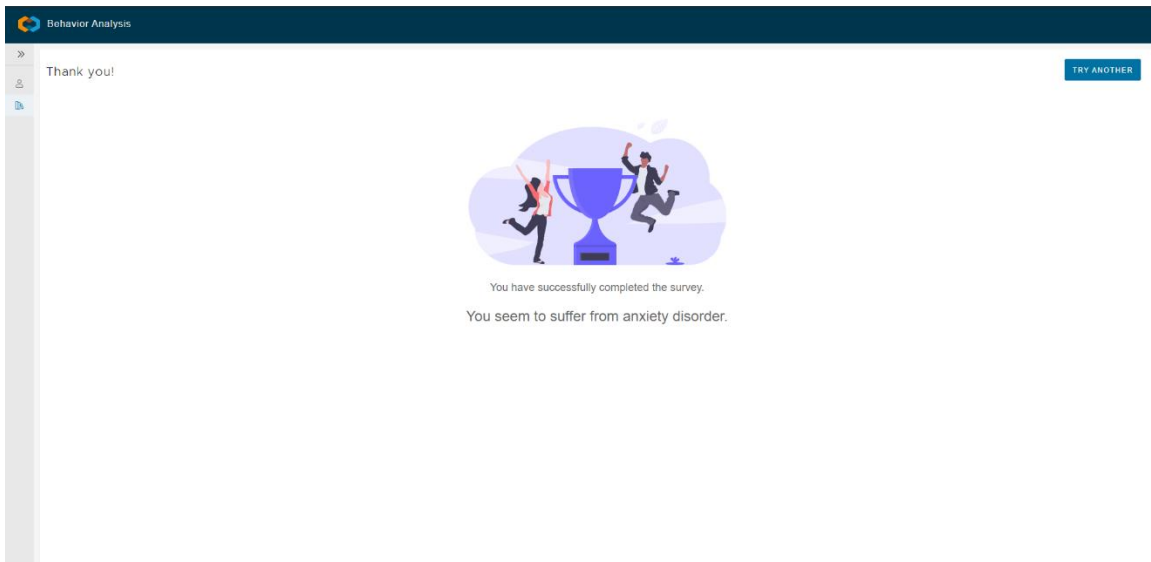 Behavior Analysis
Thank you!
TRY ANOTHER
You have successfully completed the survey.
You seem to suffer from anxiety disorder.